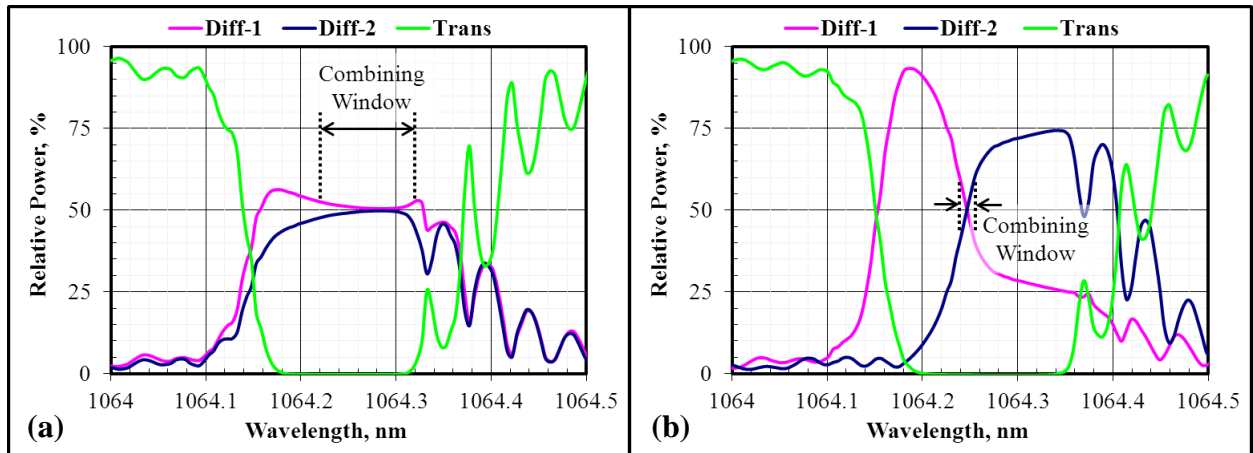 Diff-1 Diff-2 Trans
100
75
50
25
0
Relative Power, %
Combining
Window
1064 1064.1 1064.2 1064.3 1064.4 1064.5
Wavelength, nm
(a)
Diff-1 Diff-2 Trans
100
75
50
25
0
Relative Power, %
Combining
Window
1064 1064.1 1064.2 1064.3 1064.4 1064.5
Wavelength, nm
(b)